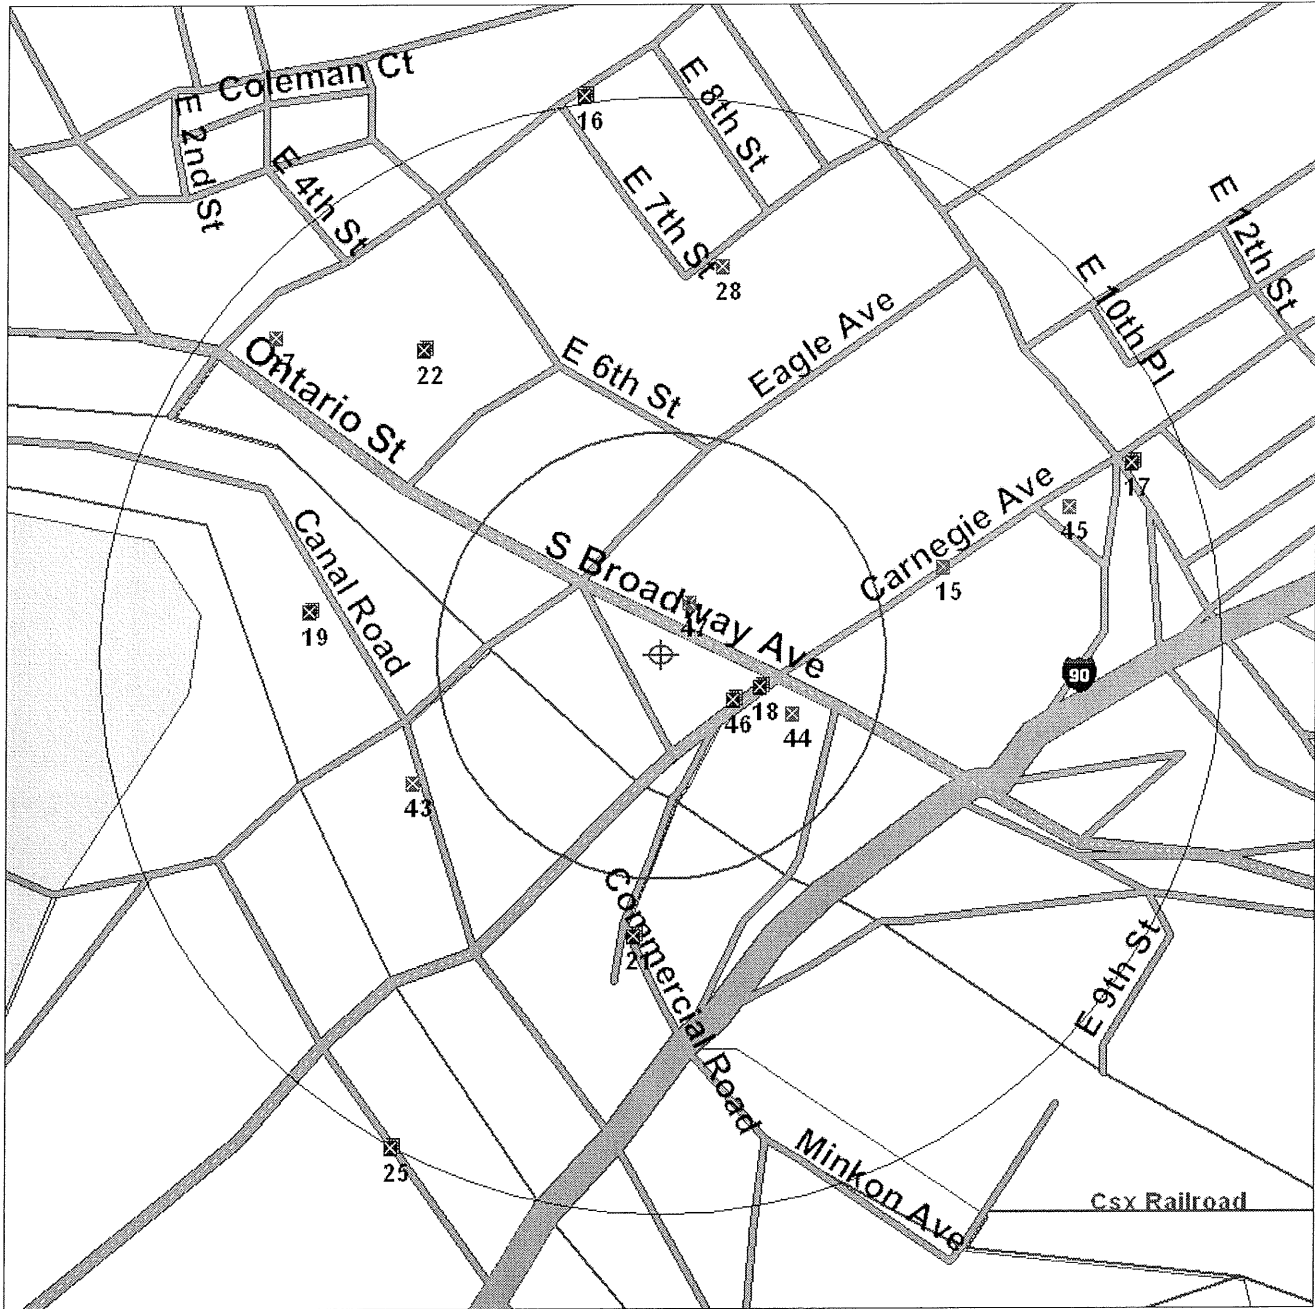 Coleman Ct
E 2nd St
E 4th St
16
E 8th St
E 7th St
28
E 12th St
E 10th Pl
Eagle Ave
Ontario St
22
E 6th St
17
Carnegie Ave
45
15
Canal Road
19
S Broadway Ave
90
18
46
44
43
Commercial Road
21
E 9th St
25
Minkon Ave
Csx Railroad